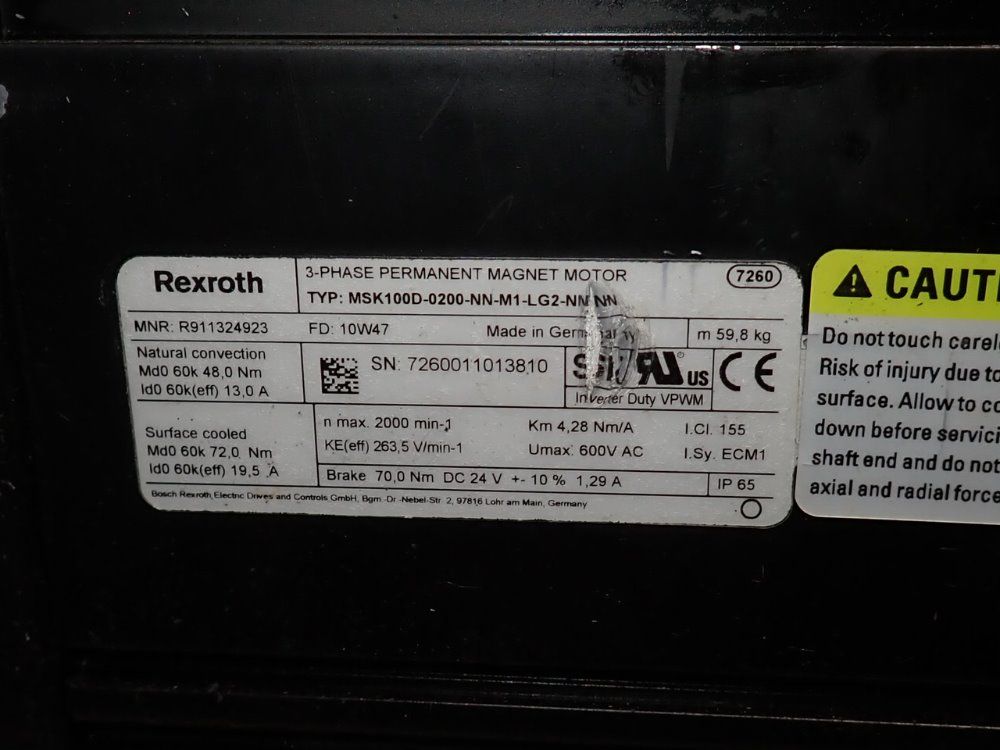 Rexroth
3-PHASE PERMANENT MAGNET MOTOR
7260
TYP: MSK100D-0200-NN-M1-LG2-NNNN
MNR: R911324923
FD: 10W47
Made in Germany
m 59,8 kg
Natural convection
Md0 60k 48,0 Nm
Id0 60k(eff) 13,0 A
SN: 7260011013810
US
CE
Inverter Duty VPWM
Surface cooled
Md0 60k 72,0 Nm
Id0 60k(eff) 19,5 A
n max. 2000 min-1
Km 4,28 Nm/A
I.Cl. 155
KE(eff) 263,5 V/min-1
Umax: 600V AC
I.Sy. ECM1
Brake 70,0 Nm DC 24 V +- 10 % 1,29 A
IP 65
Bosch Rexroth, Electric Drives and Controls GmbH, Bgm.-Dr.-Nebel-Str. 2, 97816 Lohr am Main, Germany
CAUT
Do not touch carel
Risk of injury due to
surface. Allow to co
down before servici
shaft end and do not
axial and radial force